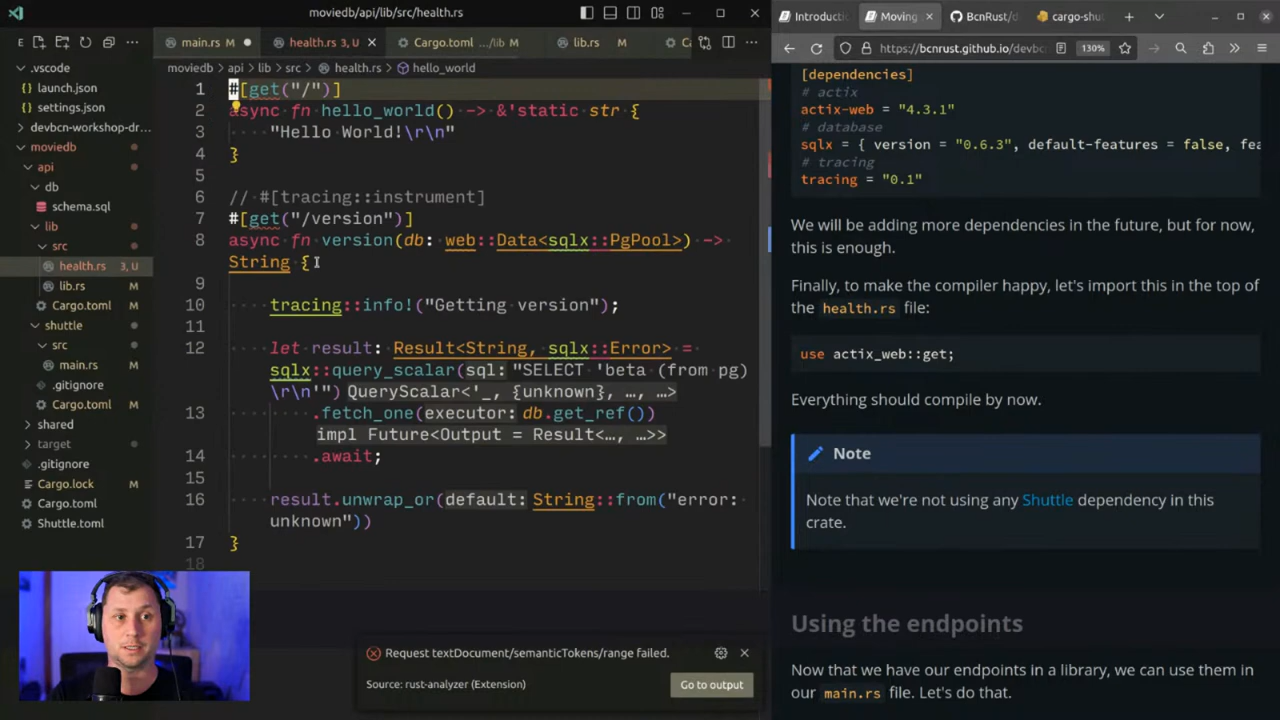 moviedb/api/lib/src/health.rs
E
main.rs
health.rs 3, U
Cargo.toml .../lib M
lib.rs M
moviedb > api > lib > src > health.rs > hello_world
.vscode
launch.json
settings.json
devbcn-workshop-dr...
moviedb
api
db
schema.sql
lib
src
health.rs 3, U
lib.rs M
Cargo.toml M
shuttle
src
main.rs M
.gitignore
Cargo.toml M
shared
target
.gitignore
Cargo.lock M
Cargo.toml
Shuttle.toml
1 #[get("/")]
2 async fn hello_world() -> &'static str {
3 "Hello World!\r\n"
4 }
5
6 // #[tracing::instrument]
7 #[get("/version")]
8 async fn version(db: web::Data<sqlx::PgPool>) ->
String {
9
10 tracing::info!("Getting version");
11
12 let result: Result<String, sqlx::Error> =
sqlx::query_scalar(sql: "SELECT 'beta (from pg)
\r\n'") QueryScalar<'_, {unknown}, …, …>
13 .fetch_one(executor: db.get_ref())
impl Future<Output = Result<…, …>>
14 .await;
15
16 result.unwrap_or(default: String::from("error:
unknown"))
17 }
18
Request textDocument/semanticTokens/range failed.
Source: rust-analyzer (Extension)
Go to output
Introduction
Moving
BcnRust/d
cargo-shu
https://bcnrust.github.io/devbc
130%
[dependencies]
# actix
actix-web = "4.3.1"
# database
sqlx = { version = "0.6.3", default-features = false, fea
# tracing
tracing = "0.1"
We will be adding more dependencies in the future, but for now,
this is enough.
Finally, to make the compiler happy, let's import this in the top of
the health.rs file:
use actix_web::get;
Everything should compile by now.
Note
Note that we're not using any Shuttle dependency in this
crate.
Using the endpoints
Now that we have our endpoints in a library, we can use them in
our main.rs file. Let's do that.